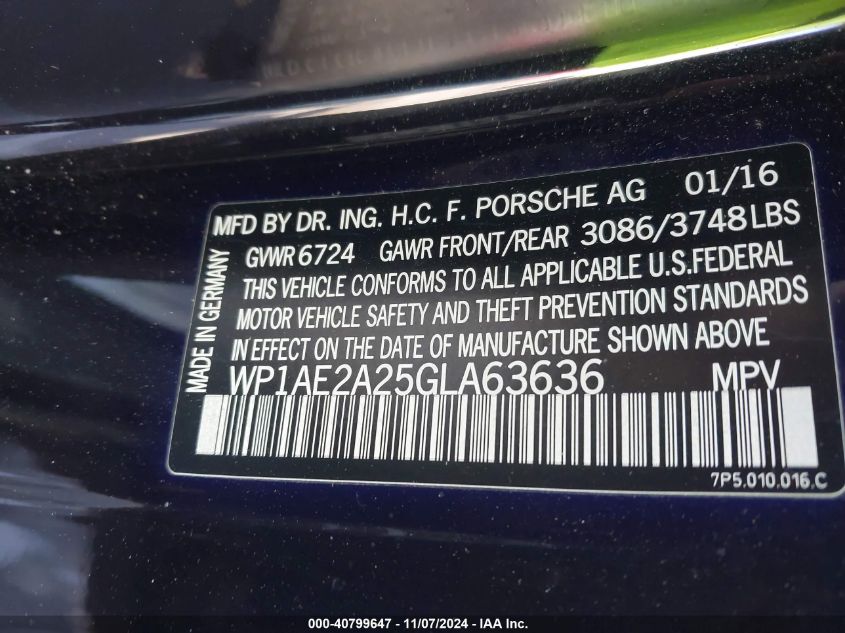 MFD BY DR. ING. H.C. F. PORSCHE AG 01/16
GVWR 6724 GAWR FRONT/REAR 3086/3748 LBS
THIS VEHICLE CONFORMS TO ALL APPLICABLE U.S.FEDERAL
MOTOR VEHICLE SAFETY AND THEFT PREVENTION STANDARDS
IN EFFECT ON THE DATE OF MANUFACTURE SHOWN ABOVE
WP1AE2A25GLA63636 MPV
MADE IN GERMANY
7P5.010.016.C
000-40799647 - 11/07/2024 - IAA Inc.